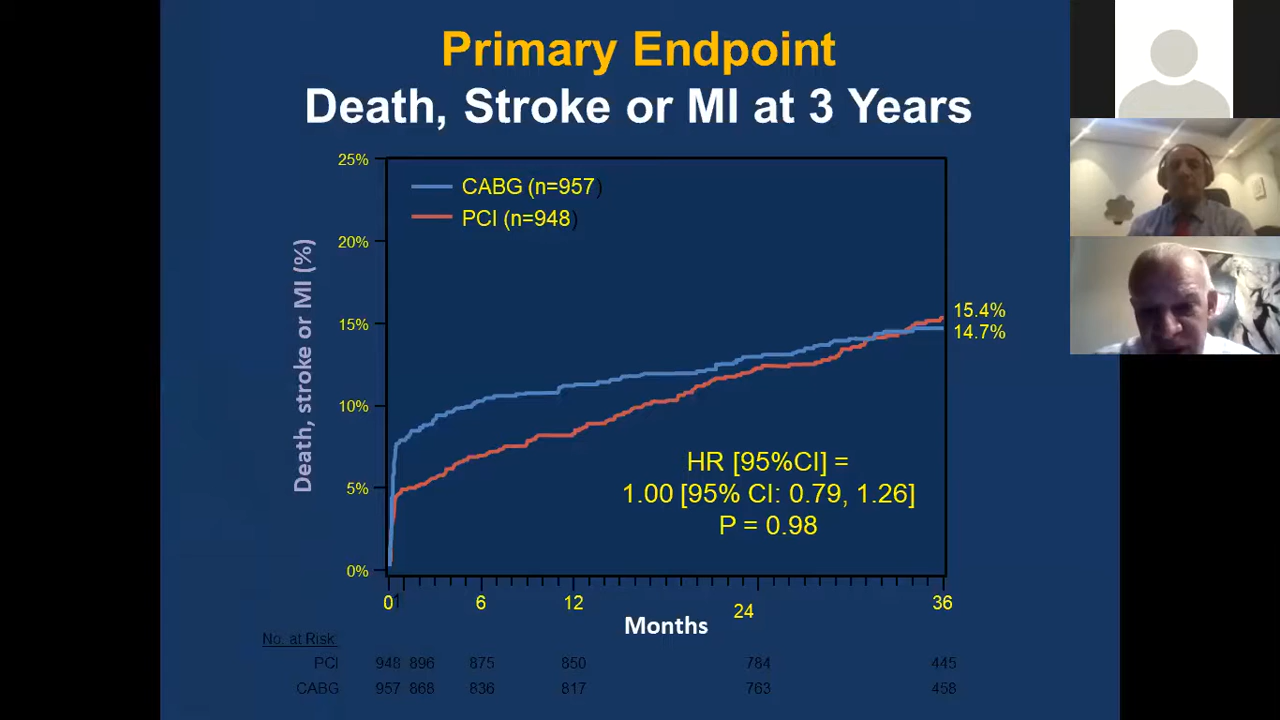 Primary Endpoint
Death, Stroke or MI at 3 Years
25%
20%
15%
10%
5%
0%
Death, stroke or MI (%)
CABG (n=957)
PCI (n=948)
15.4%
14.7%
HR [95%CI] =
1.00 [95% CI: 0.79, 1.26]
P = 0.98
0 1 6 12 24 36
Months
No. at Risk
PCI 948 896 875 850 784 445
CABG 957 868 836 817 763 458